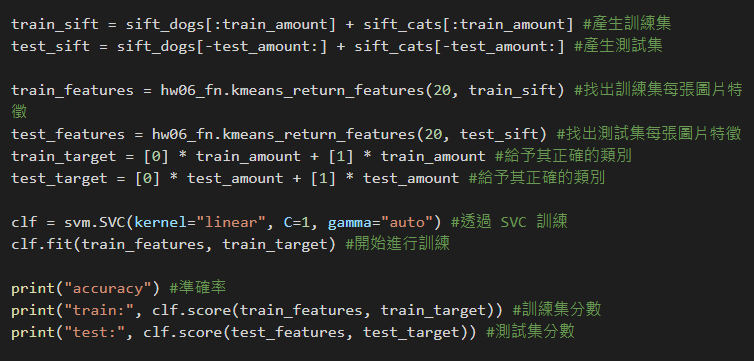 train_sift = sift_dogs[:train_amount] + sift_cats[:train_amount] #產生訓練集
test_sift = sift_dogs[-test_amount:] + sift_cats[-test_amount:] #產生測試集
train_features = hw06_fn.kmeans_return_features(20, train_sift) #找出訓練集每張圖片特
徵
test_features = hw06_fn.kmeans_return_features(20, test_sift) #找出測試集每張圖片特徵
train_target = [0] * train_amount + [1] * train_amount #給予其正確的類別
test_target = [0] * test_amount + [1] * test_amount #給予其正確的類別
clf = svm.SVC(kernel="linear", C=1, gamma="auto") #透過 SVC 訓練
clf.fit(train_features, train_target) #開始進行訓練
print("accuracy") #準確率
print("train:", clf.score(train_features, train_target)) #訓練集分數
print("test:", clf.score(test_features, test_target)) #測試集分數